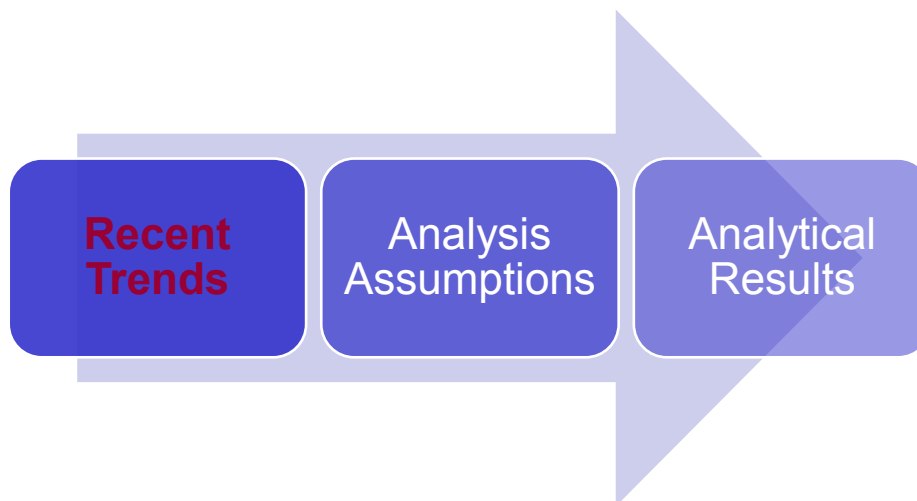 Recent
Trends
Analysis
Assumptions
Analytical
Results